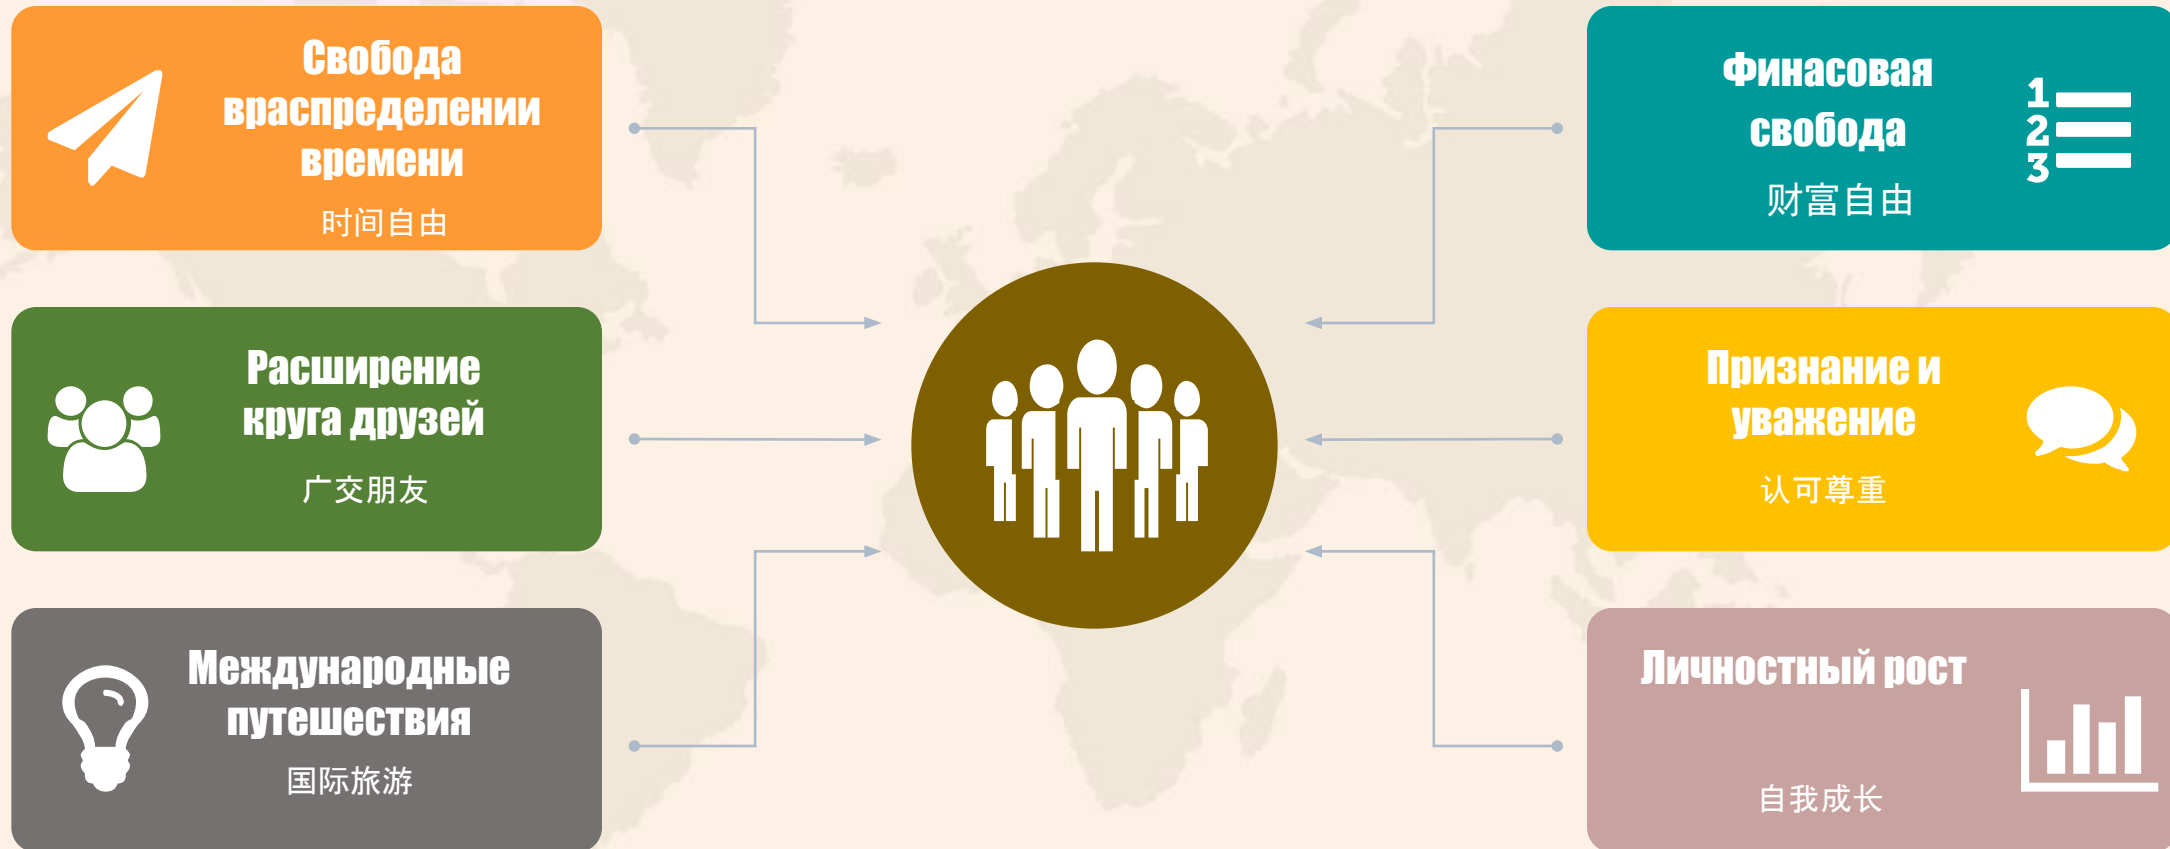 Свобода
враспределении
времени
时间自由
Расширение
круга друзей
广交朋友
Международные
путешествия
国际旅游
Финасовая
свобода
财富自由
1
2
3
Признание и
уважение
认可尊重
Личностный рост
自我成长